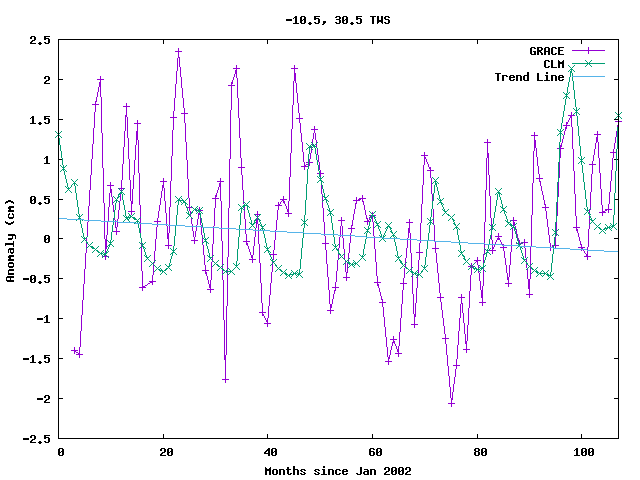 -10.5, 30.5 TWS
GRACE
CLM
Trend Line
2.5
2
1.5
1
0.5
0
-0.5
-1
-1.5
-2
-2.5
Anomaly (cm)
0 20 40 60 80 100
Months since Jan 2002